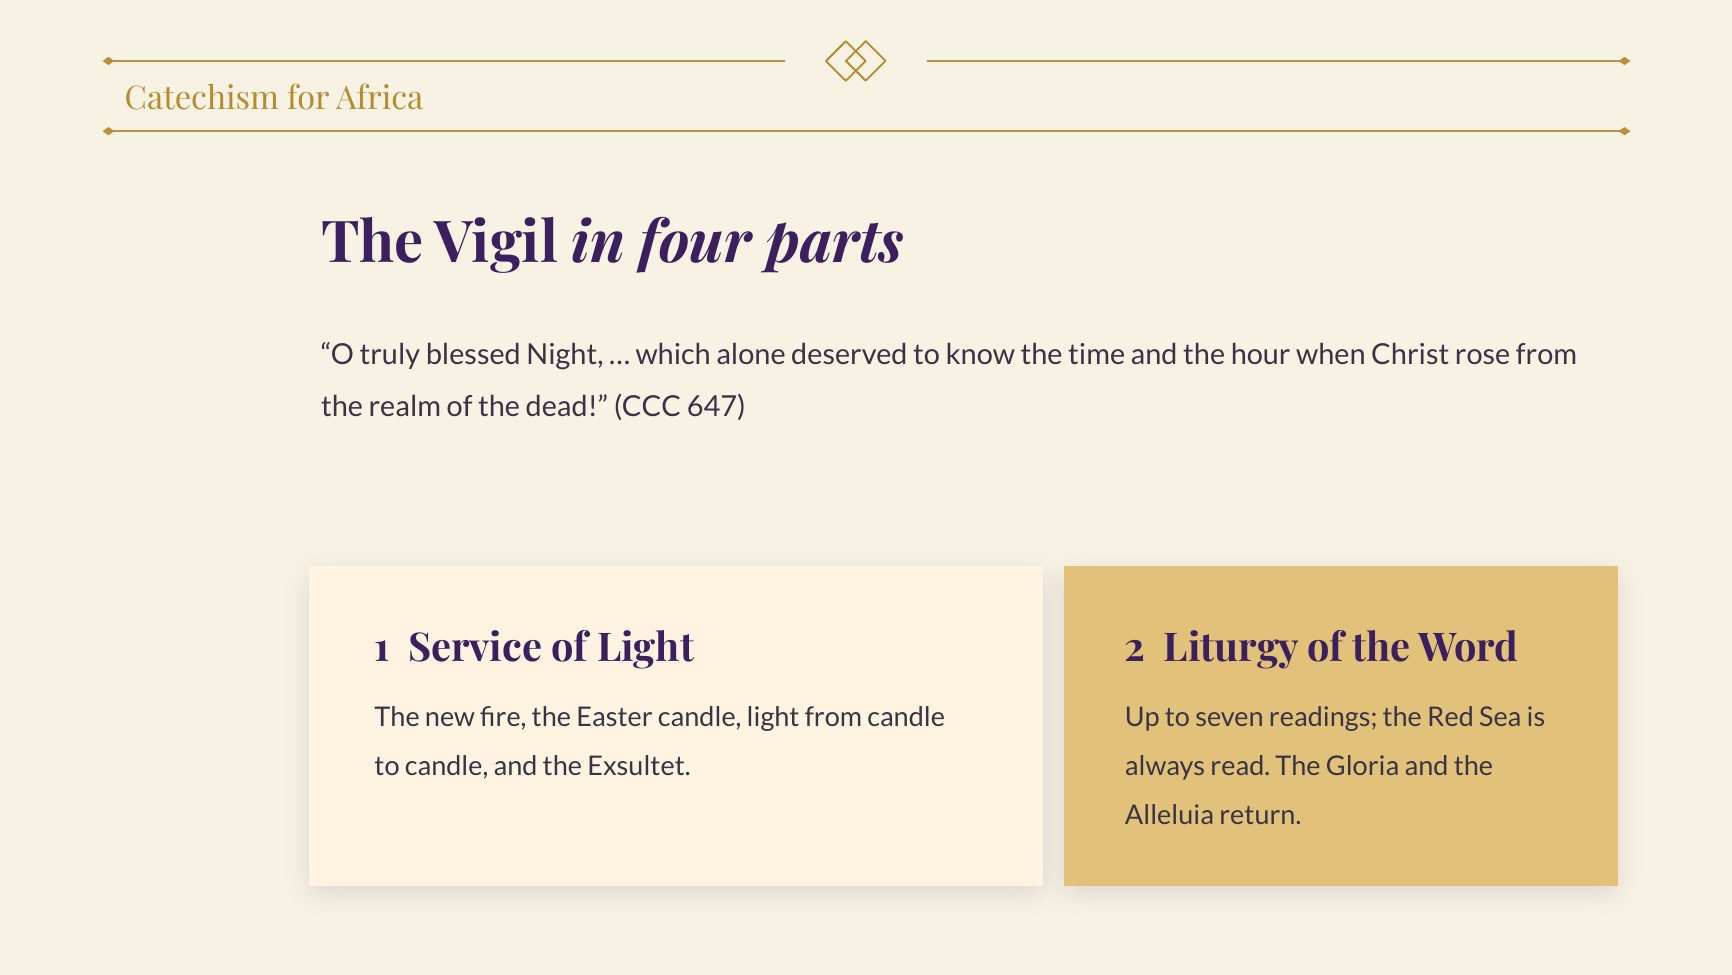 Catechism for Africa
The Vigil in four parts
“O truly blessed Night, … which alone deserved to know the time and the hour when Christ rose from
the realm of the dead!” (CCC 647)
1 Service of Light
The new fire, the Easter candle, light from candle
to candle, and the Exsultet.
2 Liturgy of the Word
Up to seven readings; the Red Sea is
always read. The Gloria and the
Alleluia return.